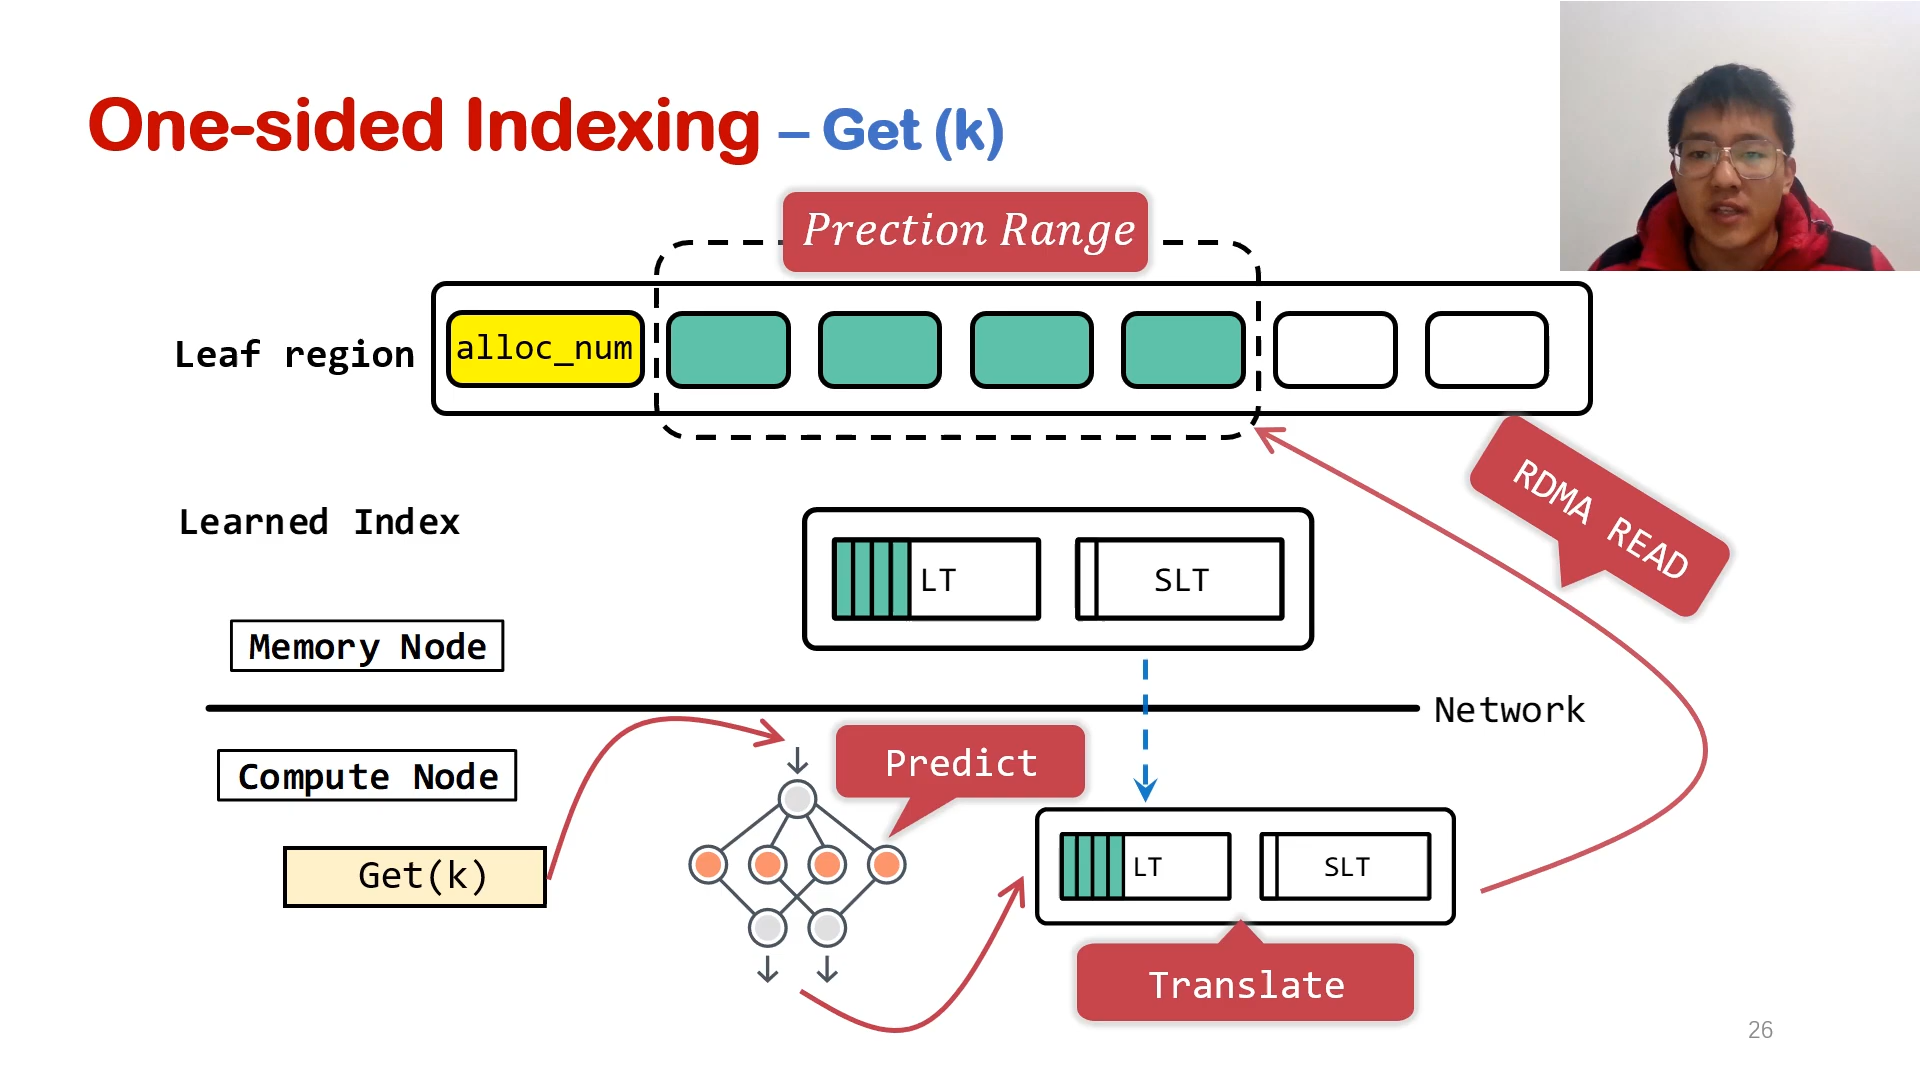 One-sided Indexing – Get (k)
Prection Range
Leaf region
alloc_num
RDMA READ
Learned Index
LT
SLT
Memory Node
Network
Compute Node
Predict
Get(k)
LT
SLT
Translate
26